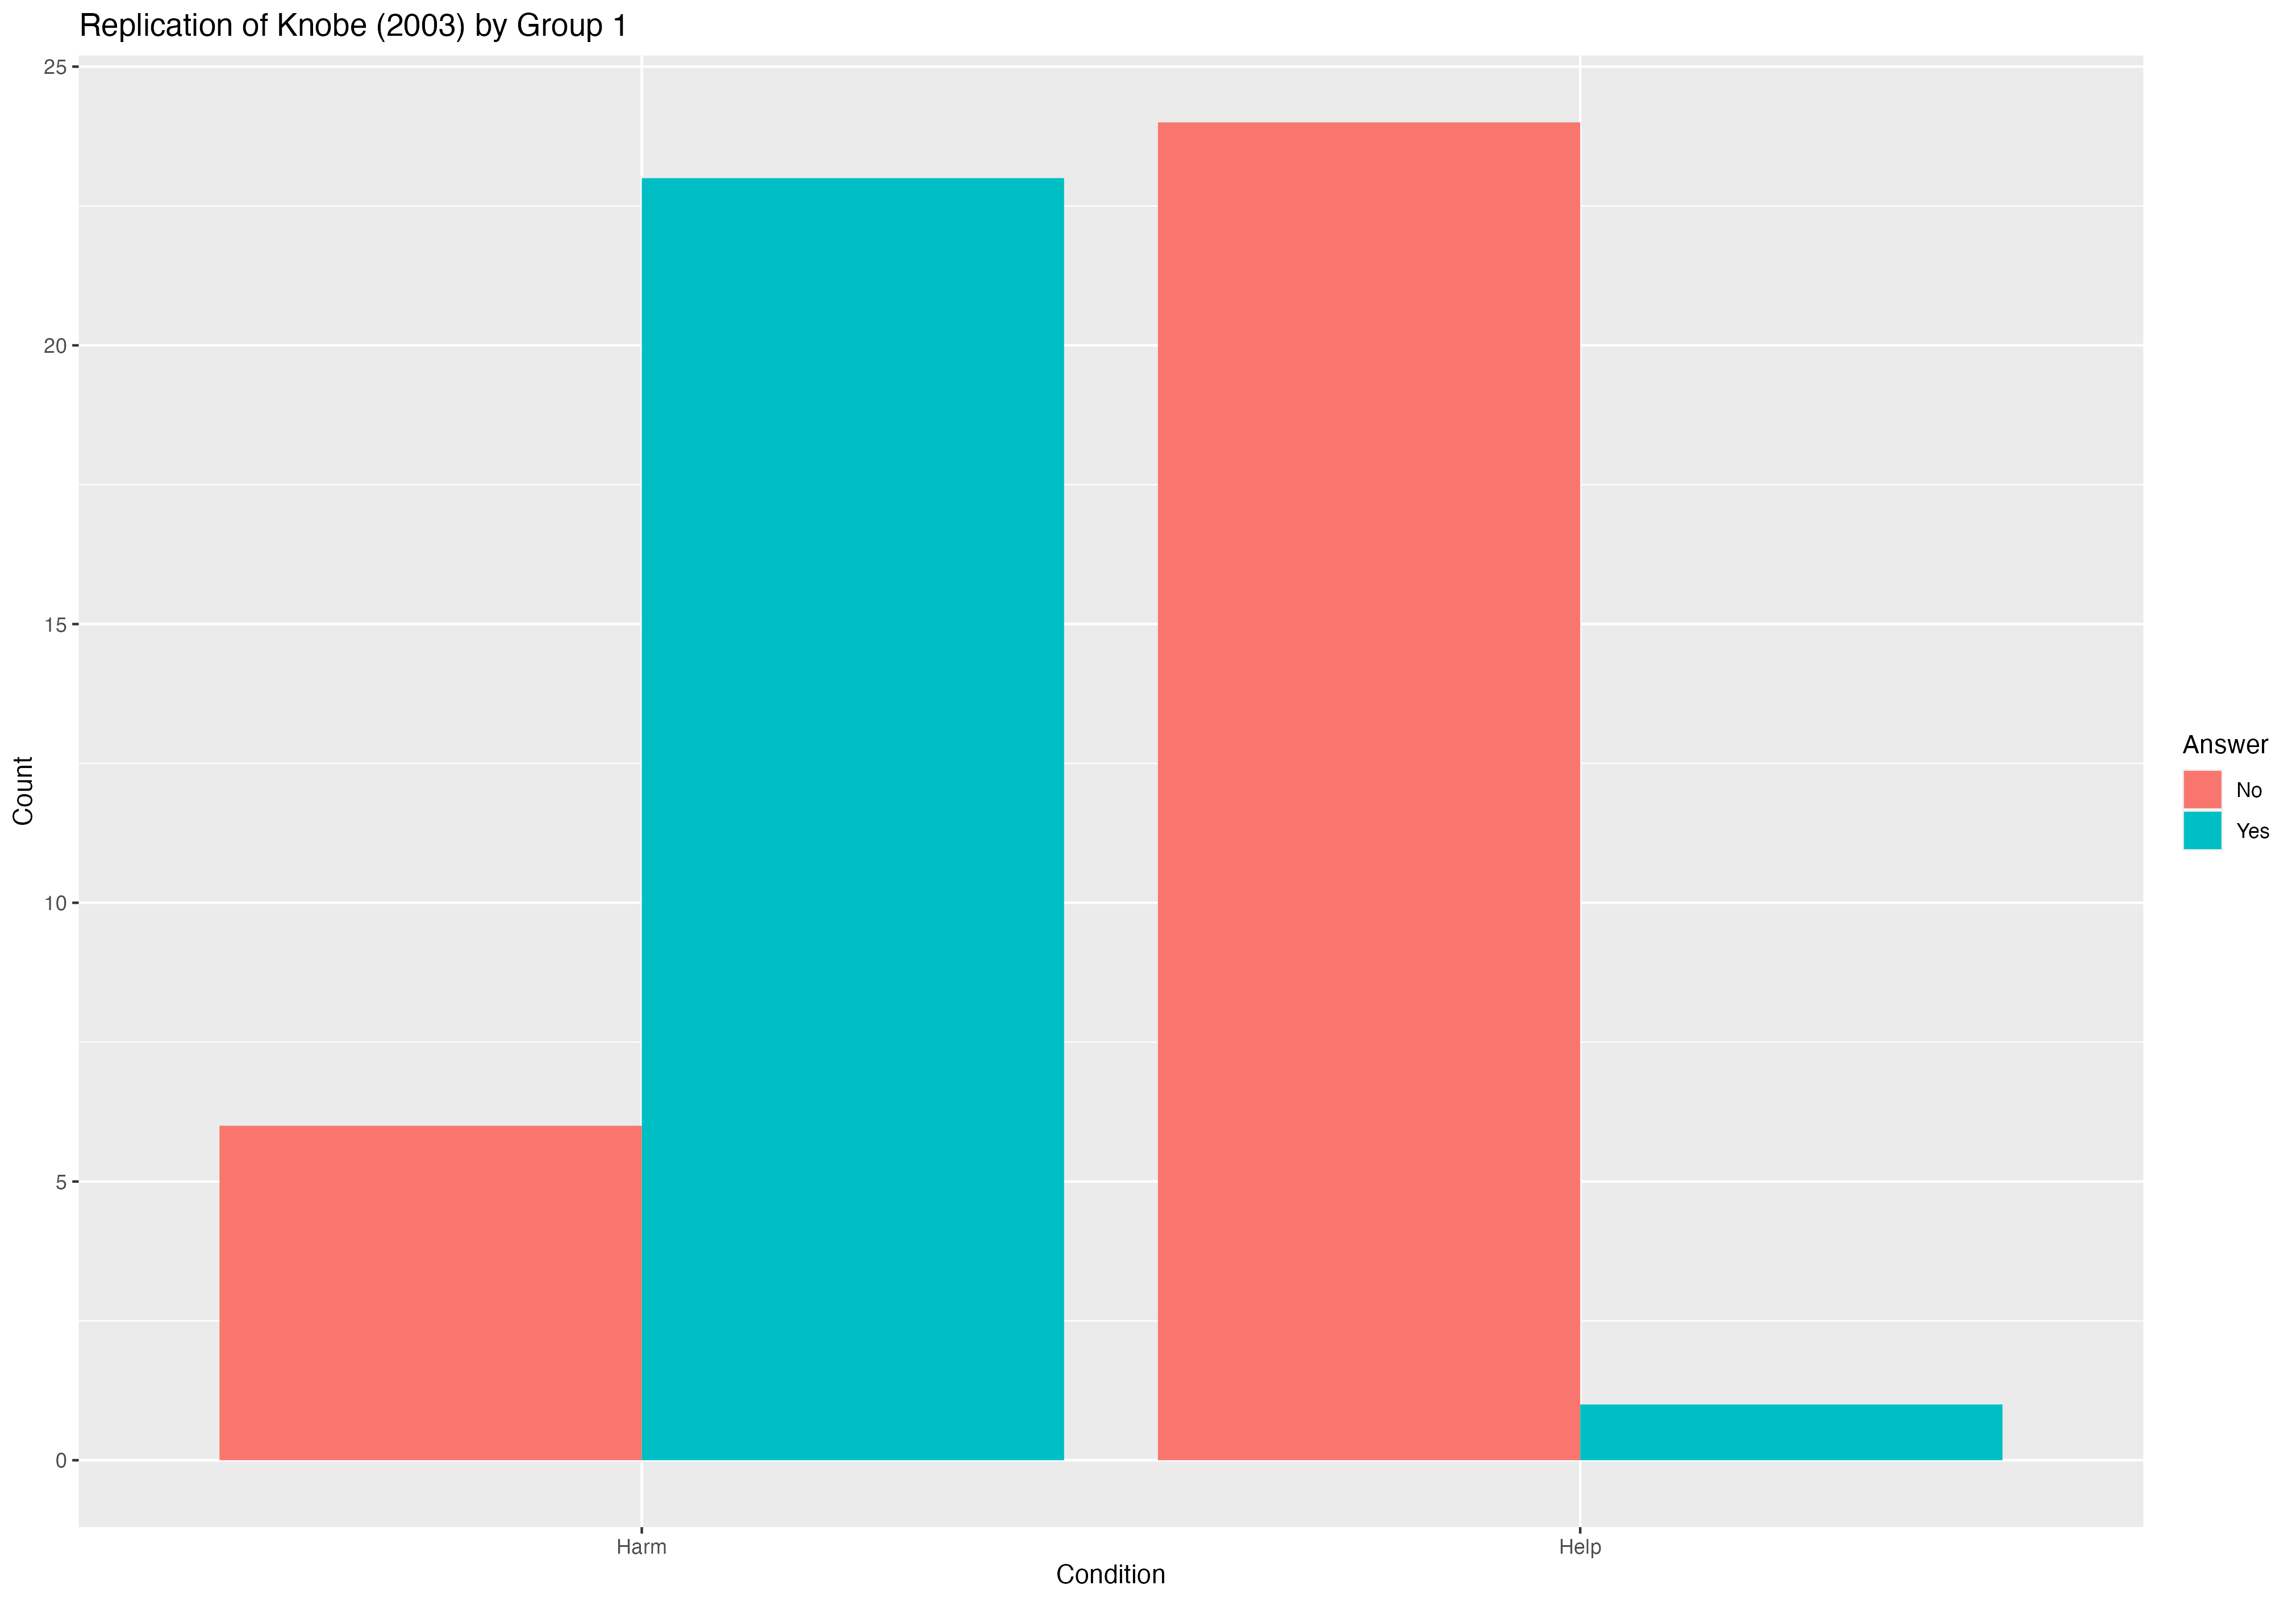 Replication of Knobe (2003) by Group 1
25
20
15
10
5
0
Count
Harm
Help
Condition
Answer
No
Yes